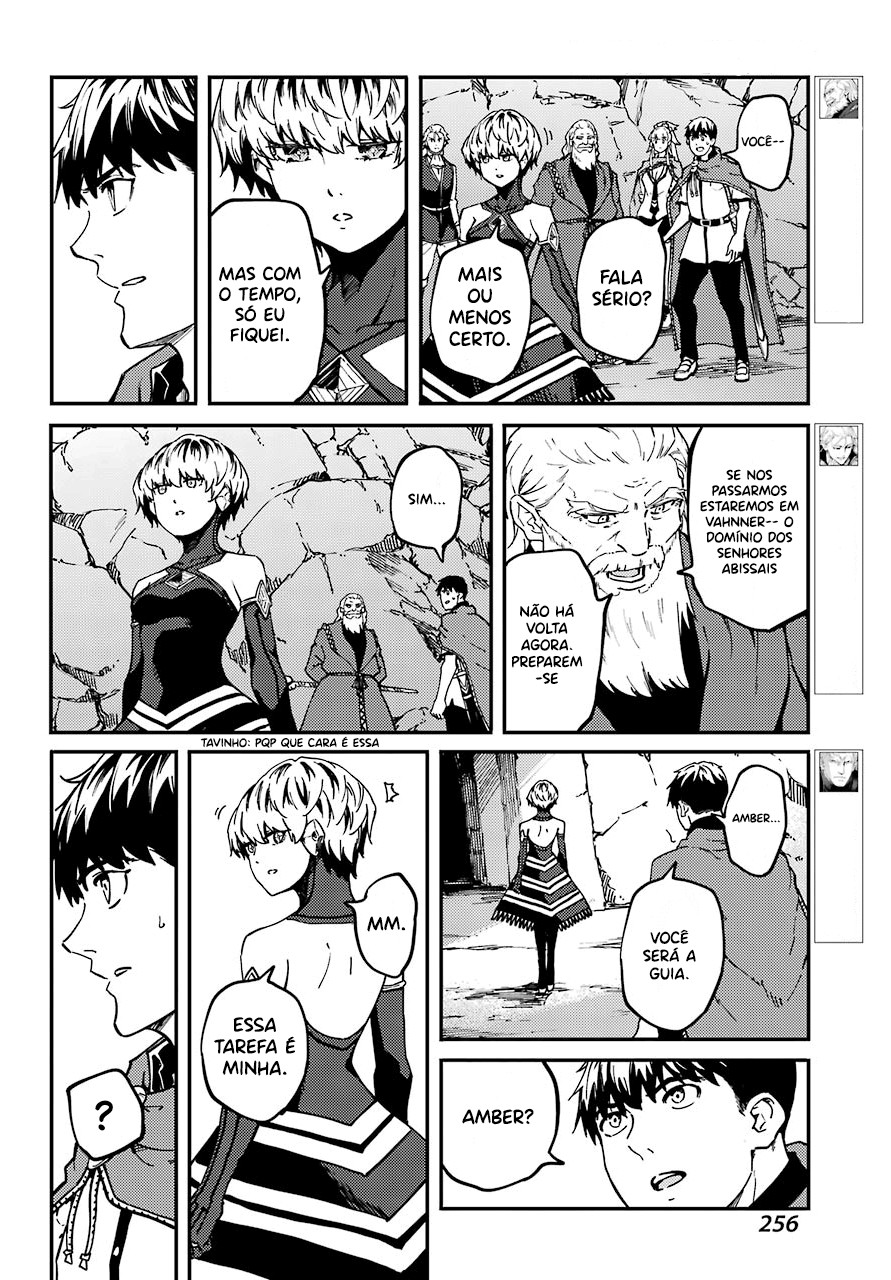 VOCÊ--
FALA
SÉRIO?
MAIS
OU
MENOS
CERTO.
MAS COM
O TEMPO,
SÓ EU
FIQUEI.
SE NOS
PASSARMOS
ESTAREMOS EM
VAHNNER-- O
DOMÍNIO DOS
SENHORES
ABISSAIS
NÃO HÁ
VOLTA
AGORA.
PREPAREM
-SE
SIM...
TAVINHO: PQP QUE CARA É ESSA
AMBER...
VOCÊ
SERÁ A
GUIA.
AMBER?
MM.
ESSA
TAREFA É
MINHA.
?
256